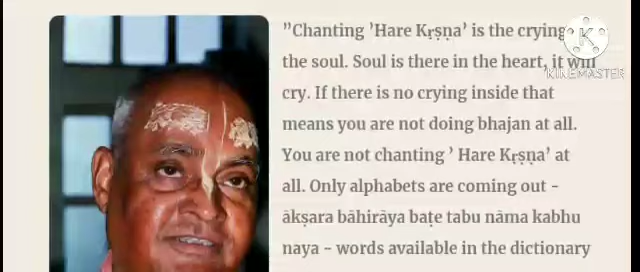 ”Chanting ’Hare Kṛṣṇa’ is the crying
the soul. Soul is there in the heart, it will
cry. If there is no crying inside that
means you are not doing bhajan at all.
You are not chanting ’ Hare Kṛṣṇa’ at
all. Only alphabets are coming out –
ākṣara bāhirāya baṭe tabu nāma kabhu
naya – words available in the dictionary
KINEMASTER